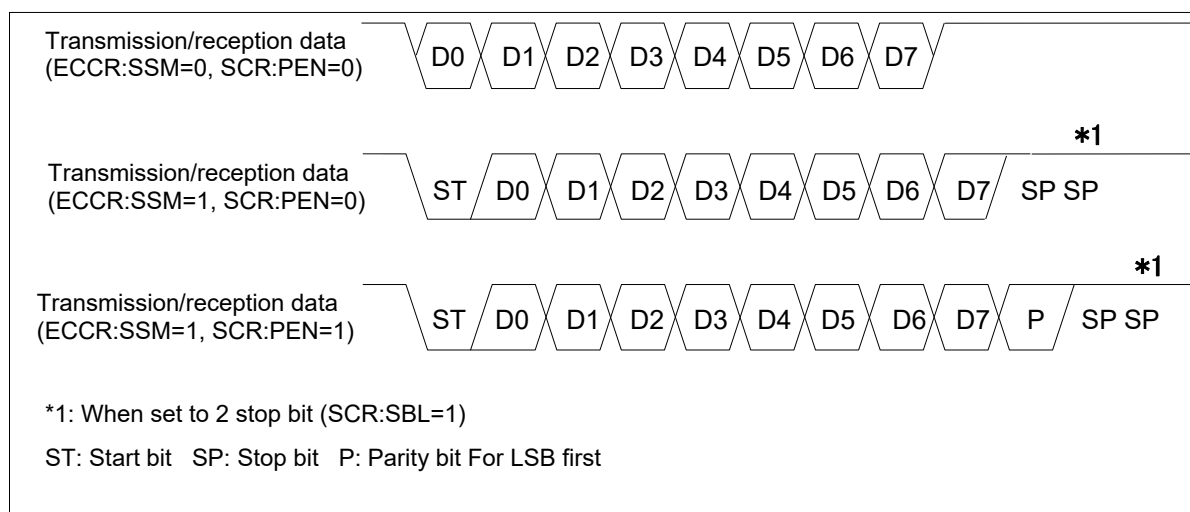 Transmission/reception data
(ECCR:SSM=0, SCR:PEN=0)
D0 D1 D2 D3 D4 D5 D6 D7
*1
Transmission/reception data
(ECCR:SSM=1, SCR:PEN=0)
ST D0 D1 D2 D3 D4 D5 D6 D7 SP SP
*1
Transmission/reception data
(ECCR:SSM=1, SCR:PEN=1)
ST D0 D1 D2 D3 D4 D5 D6 D7 P SP SP
*1: When set to 2 stop bit (SCR:SBL=1)
ST: Start bit SP: Stop bit P: Parity bit For LSB first